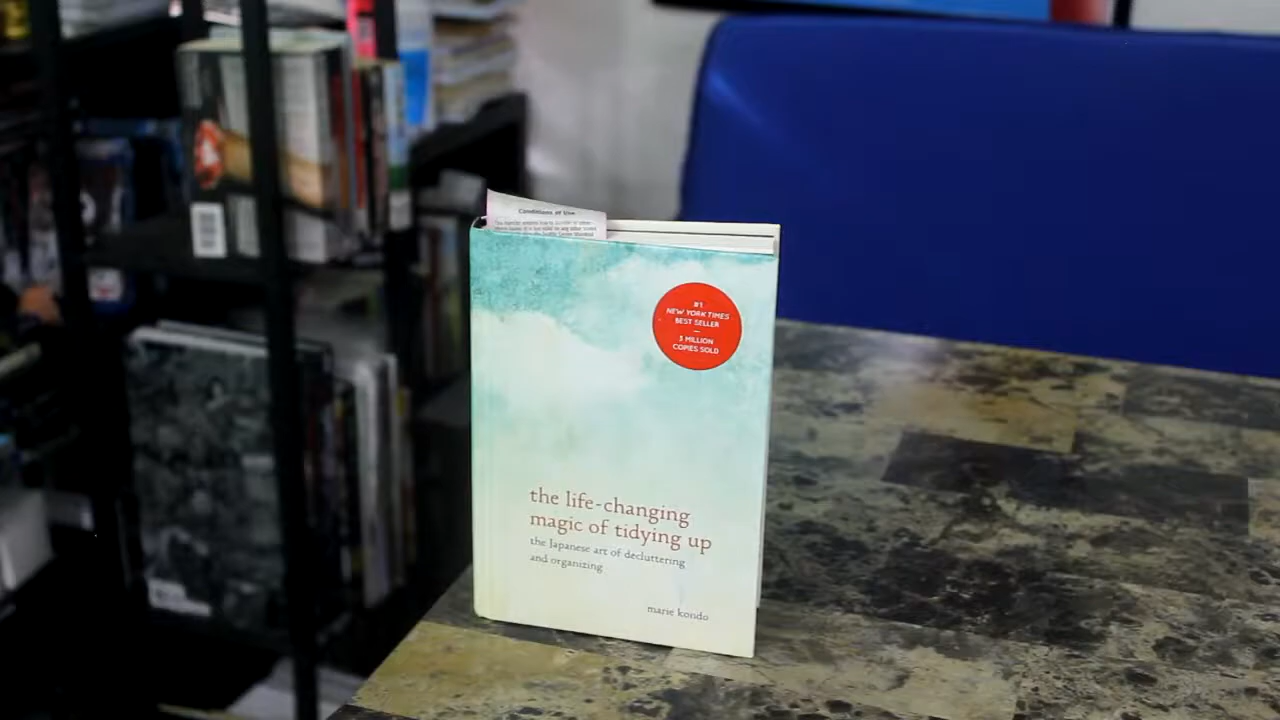 Conditions of Use
#1
NEW YORK TIMES
BEST SELLER
—
3 MILLION
COPIES SOLD
the life-changing
magic of tidying up
the Japanese art of decluttering
and organizing
marie kondo